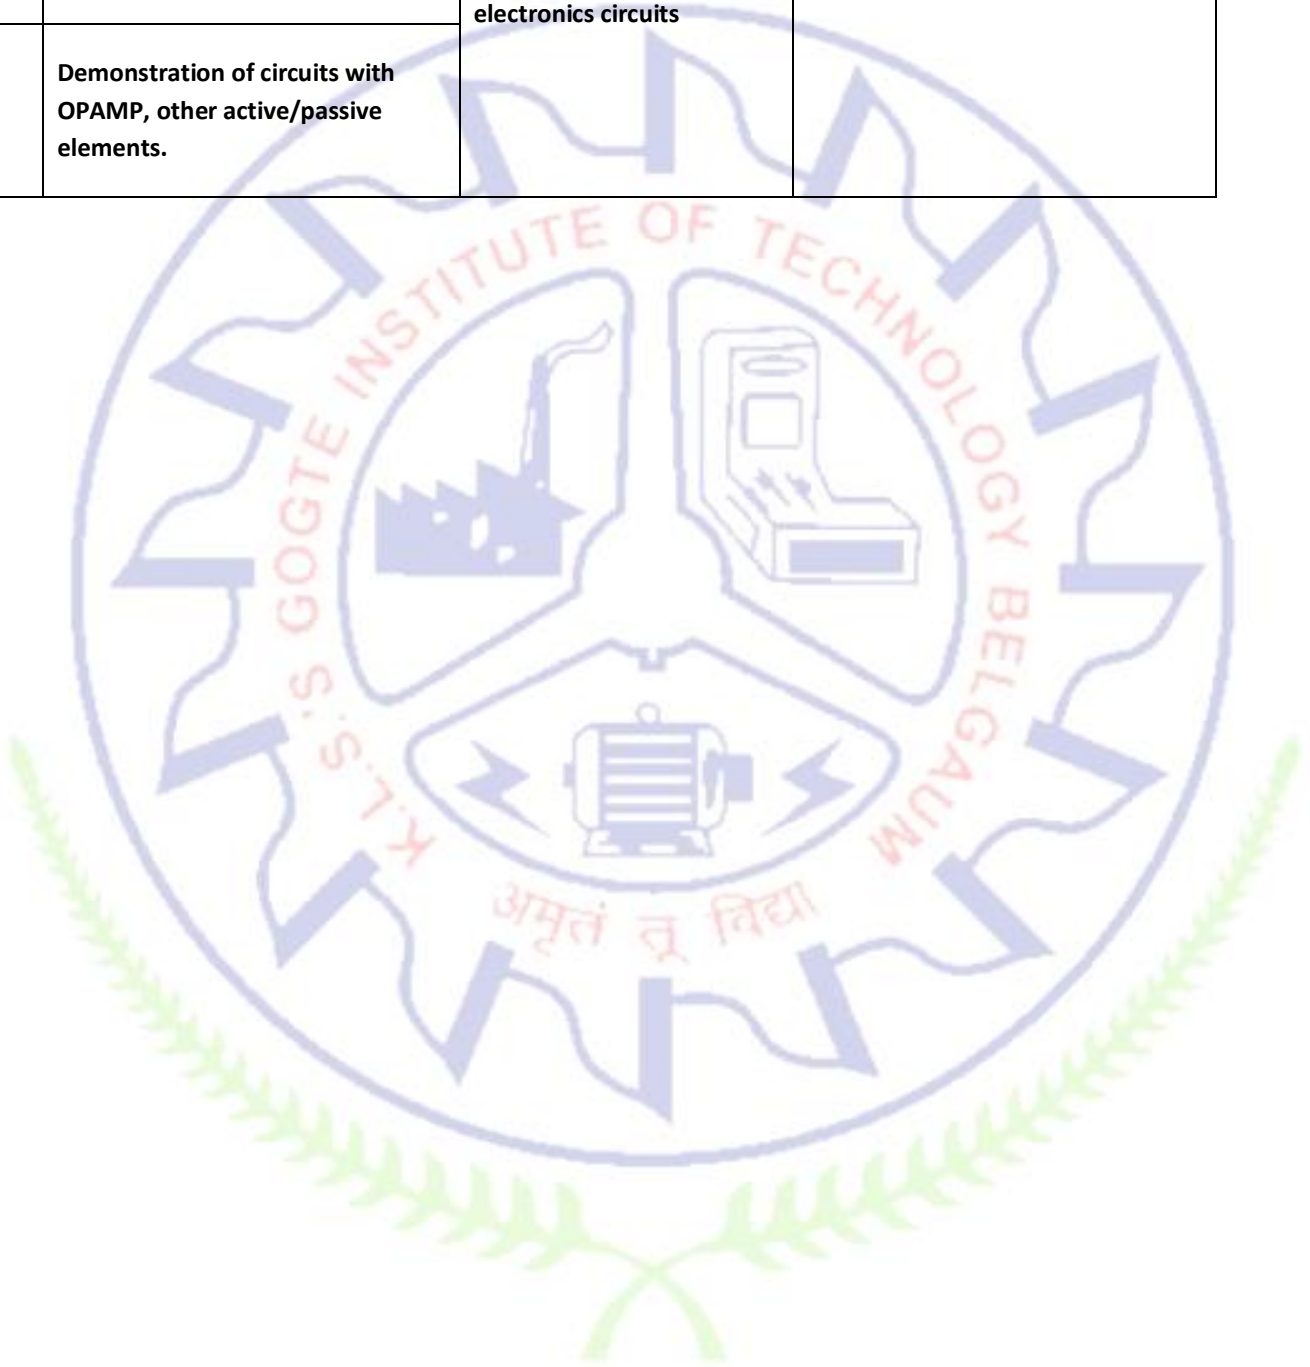 electronics circuits
Demonstration of circuits with
OPAMP, other active/passive
elements.
K.L.S.'S GOGTE INSTITUTE OF TECHNOLOGY BELGAUM
अमृतं तू विद्या